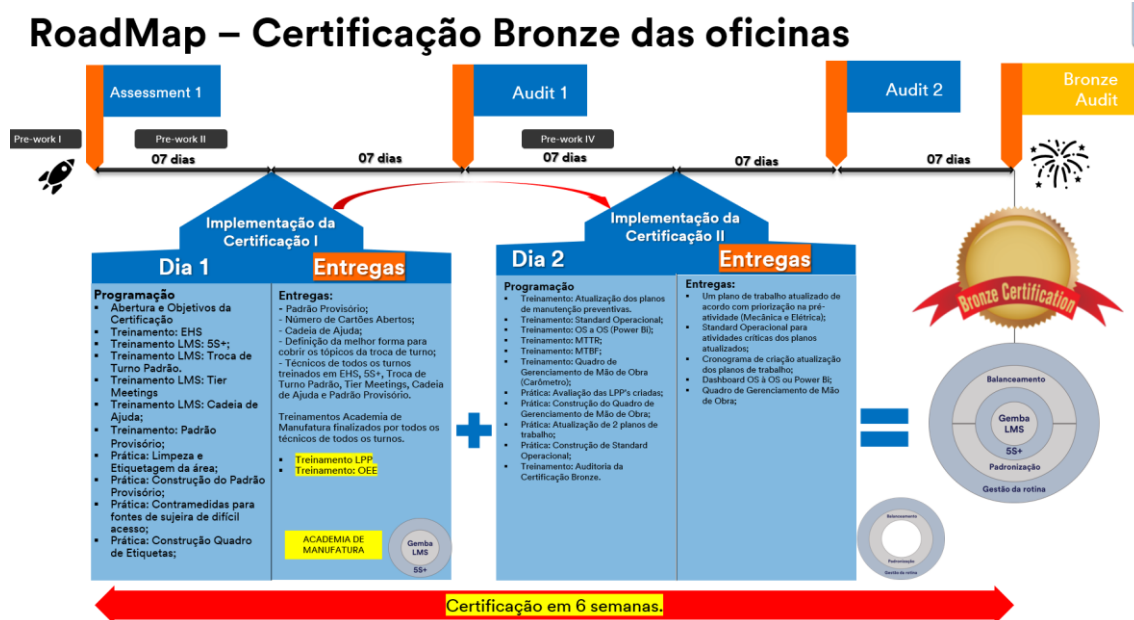 RoadMap – Certificação Bronze das oficinas
Assessment 1
Audit 1
Audit 2
Bronze
Audit
Pre-work I
Pre-work II
Pre-work IV
07 dias
07 dias
07 dias
07 dias
07 dias
Implementação da
Certificação I
Dia 1
Entregas
Programação
▪ Abertura e Objetivos da
Certificação
▪ Treinamento: EHS
▪ Treinamento LMS: 5S+;
▪ Treinamento LMS: Troca de
Turno Padrão.
▪ Treinamento LMS: Tier
Meetings
▪ Treinamento LMS: Cadeia de
Ajuda;
▪ Treinamento: Padrão
Provisório;
▪ Prática: Limpeza e
Etiquetagem da área;
▪ Prática: Construção do Padrão
Provisório;
▪ Prática: Contramedidas para
fontes de sujeira de difícil
acesso;
▪ Prática: Construção Quadro
de Etiquetas;
Entregas:
- Padrão Provisório;
- Número de Cartões Abertos;
- Cadeia de Ajuda;
- Definição da melhor forma para
cobrir os tópicos da troca de turno;
- Técnicos de todos os turnos
treinados em EHS, 5S+, Troca de
Turno Padrão, Tier Meetings, Cadeia
de Ajuda e Padrão Provisório.
Treinamentos Academia de
Manufatura finalizados por todos os
técnicos de todos os turnos.
▪ Treinamento LPP
▪ Treinamento: OEE
ACADEMIA DE
MANUFATURA
Gemba
LMS
5S+
Implementação da
Certificação II
Dia 2
Entregas
Programação
▪ Treinamento: Atualização dos planos
de manutenção preventivas.
▪ Treinamento: Standard Operacional;
▪ Treinamento: OS a OS (Power Bi);
▪ Treinamento: MTTR;
▪ Treinamento: MTBF;
▪ Treinamento: Quadro de
Gerenciamento de Mão de Obra
(Carômetro);
▪ Prática: Avaliação das LPP's criadas;
▪ Prática: Construção do Quadro de
Gerenciamento de Mão de Obra;
▪ Prática: Atualização de 2 planos de
trabalho;
▪ Prática: Construção de Standard
Operacional;
▪ Treinamento: Auditoria da
Certificação Bronze.
Entregas:
▪ Um plano de trabalho atualizado de
acordo com priorização na pré-
atividade (Mecânica e Elétrica);
▪ Standard Operacional para
atividades críticas dos planos
atualizados;
▪ Cronograma de criação atualização
dos planos de trabalho;
▪ Dashboard OS à OS ou Power Bi;
▪ Quadro de Gerenciamento de Mão
de Obra;
Bronze Certification
Balanceamento
Gemba
LMS
5S+
Padronização
Gestão da rotina
Balanceamento
Padronização
Gestão da rotina
Certificação em 6 semanas.